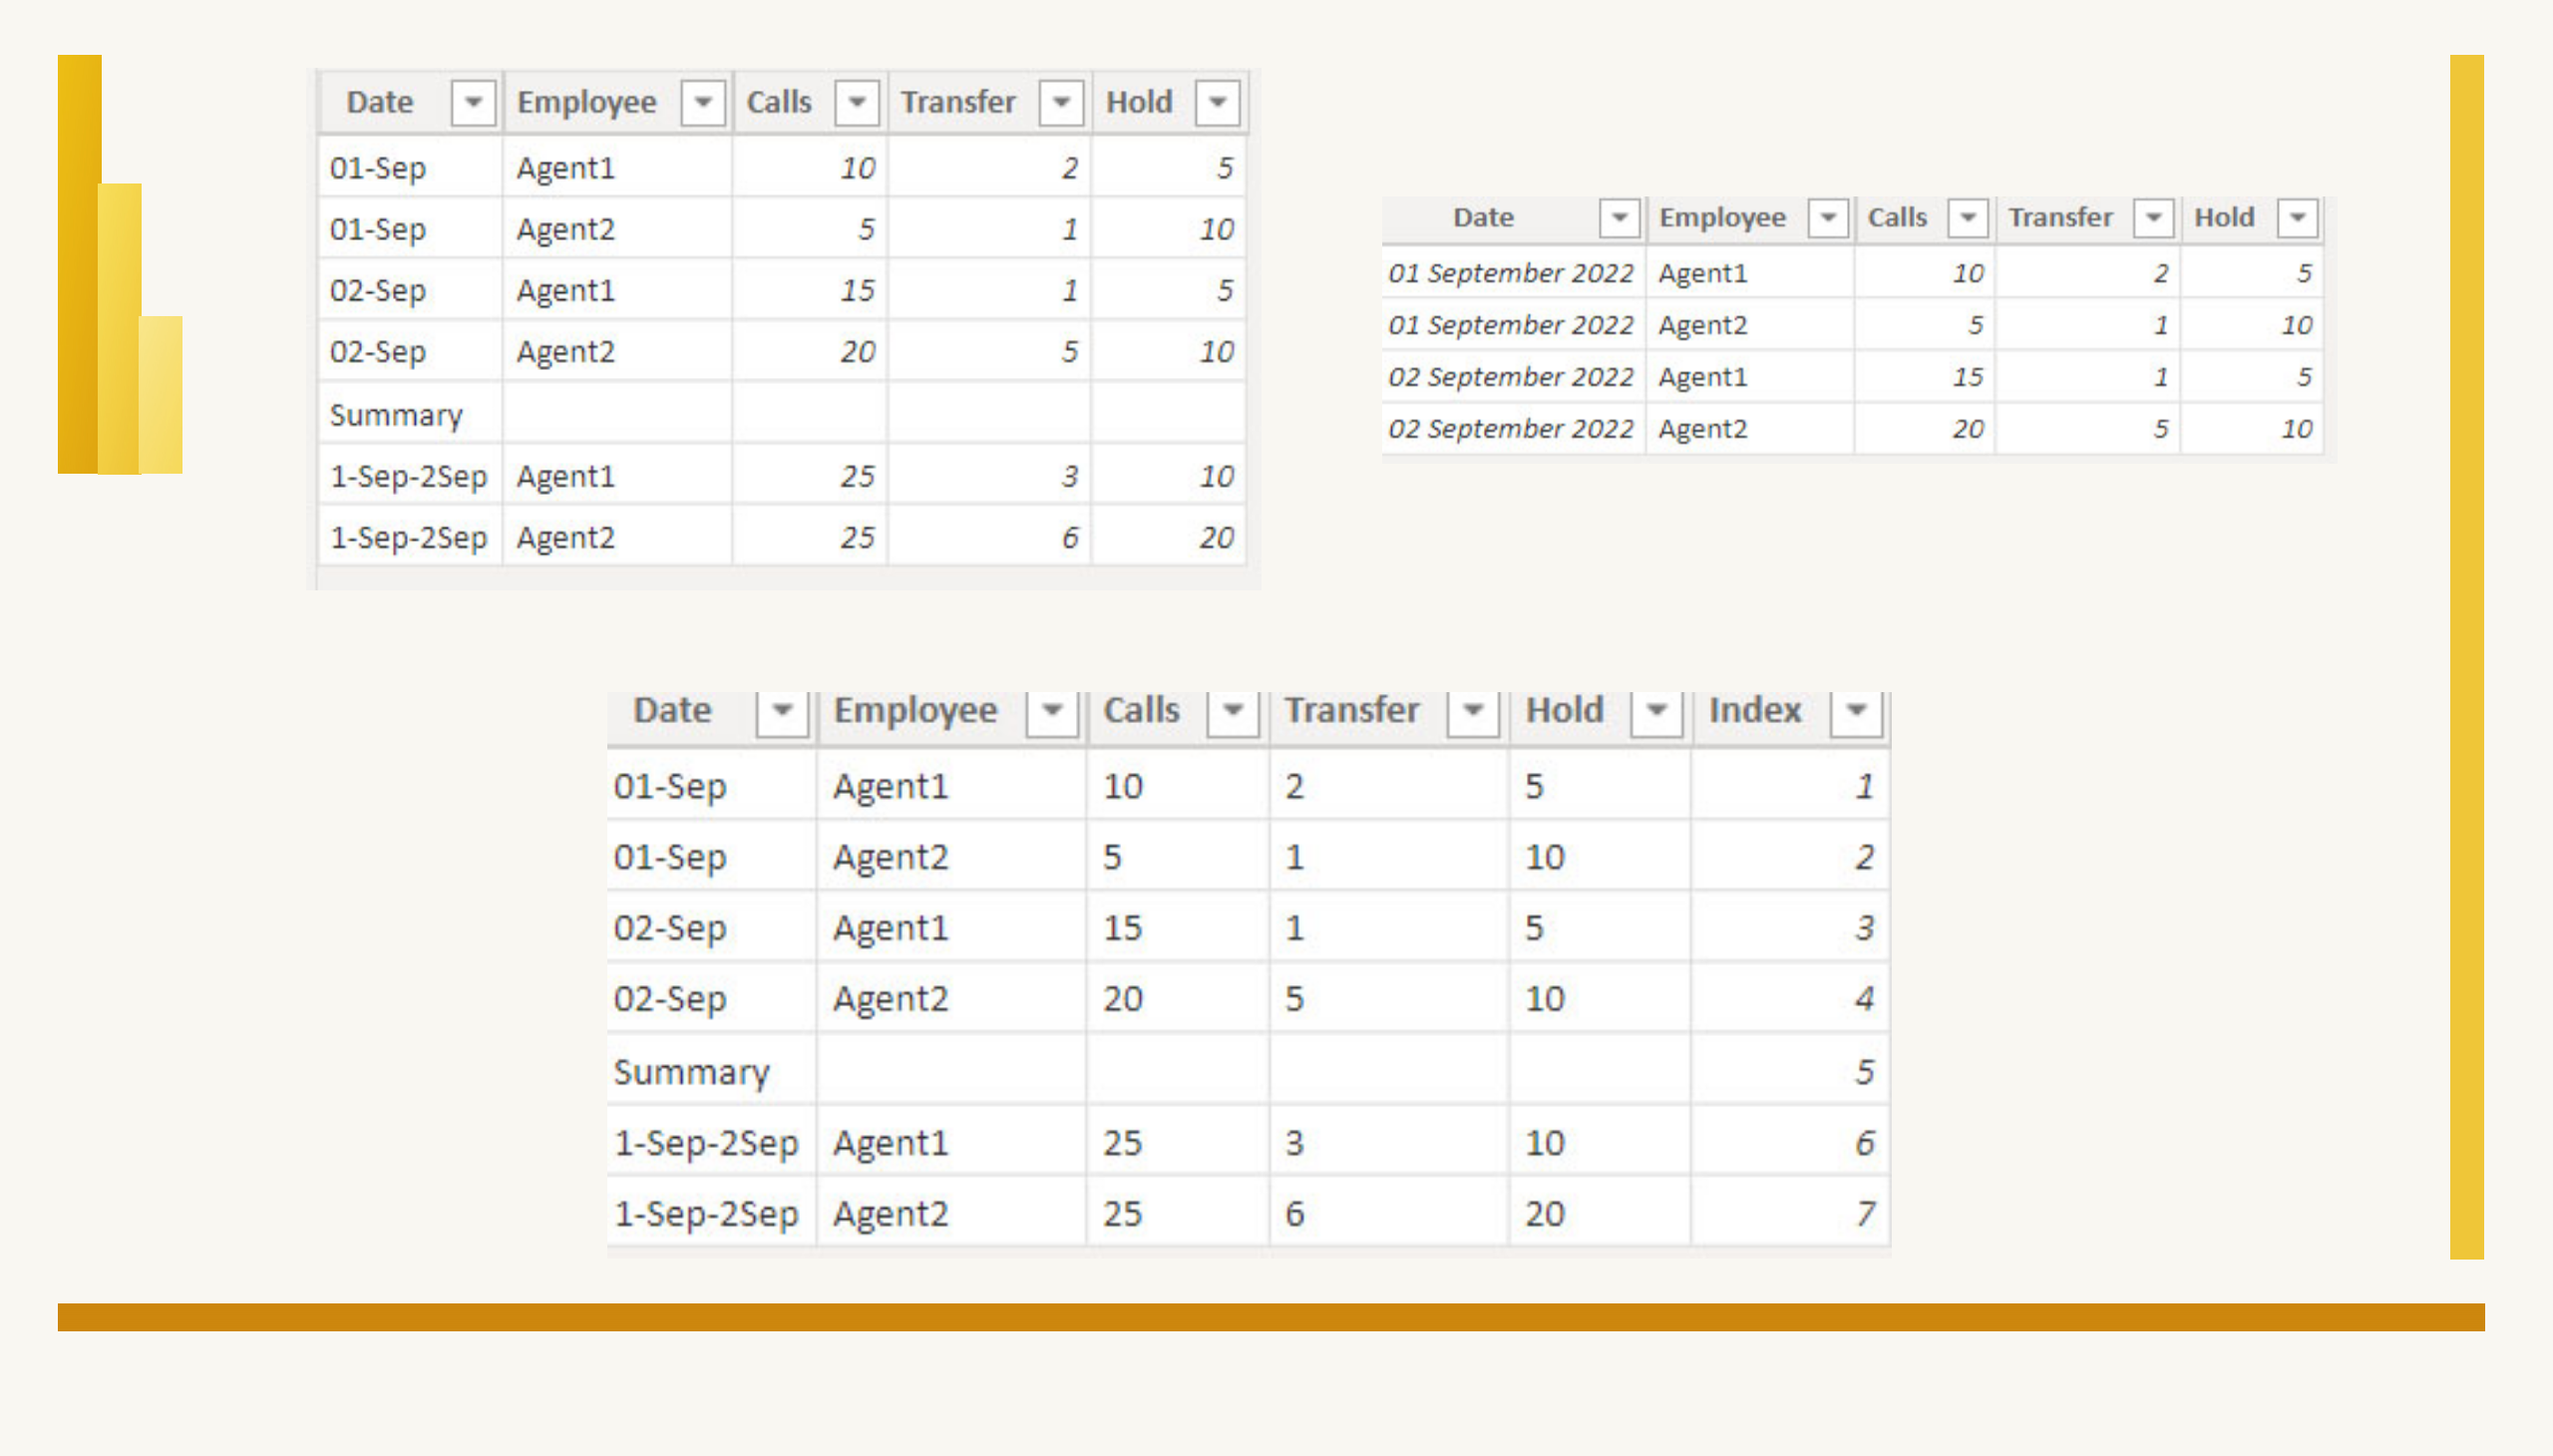 Date Employee Calls Transfer Hold
01-Sep Agent1 10 2 5
01-Sep Agent2 5 1 10
02-Sep Agent1 15 1 5
02-Sep Agent2 20 5 10
Summary
1-Sep-2Sep Agent1 25 3 10
1-Sep-2Sep Agent2 25 6 20
Date Employee Calls Transfer Hold
01 September 2022 Agent1 10 2 5
01 September 2022 Agent2 5 1 10
02 September 2022 Agent1 15 1 5
02 September 2022 Agent2 20 5 10
Date Employee Calls Transfer Hold Index
01-Sep Agent1 10 2 5 1
01-Sep Agent2 5 1 10 2
02-Sep Agent1 15 1 5 3
02-Sep Agent2 20 5 10 4
Summary 5
1-Sep-2Sep Agent1 25 3 10 6
1-Sep-2Sep Agent2 25 6 20 7